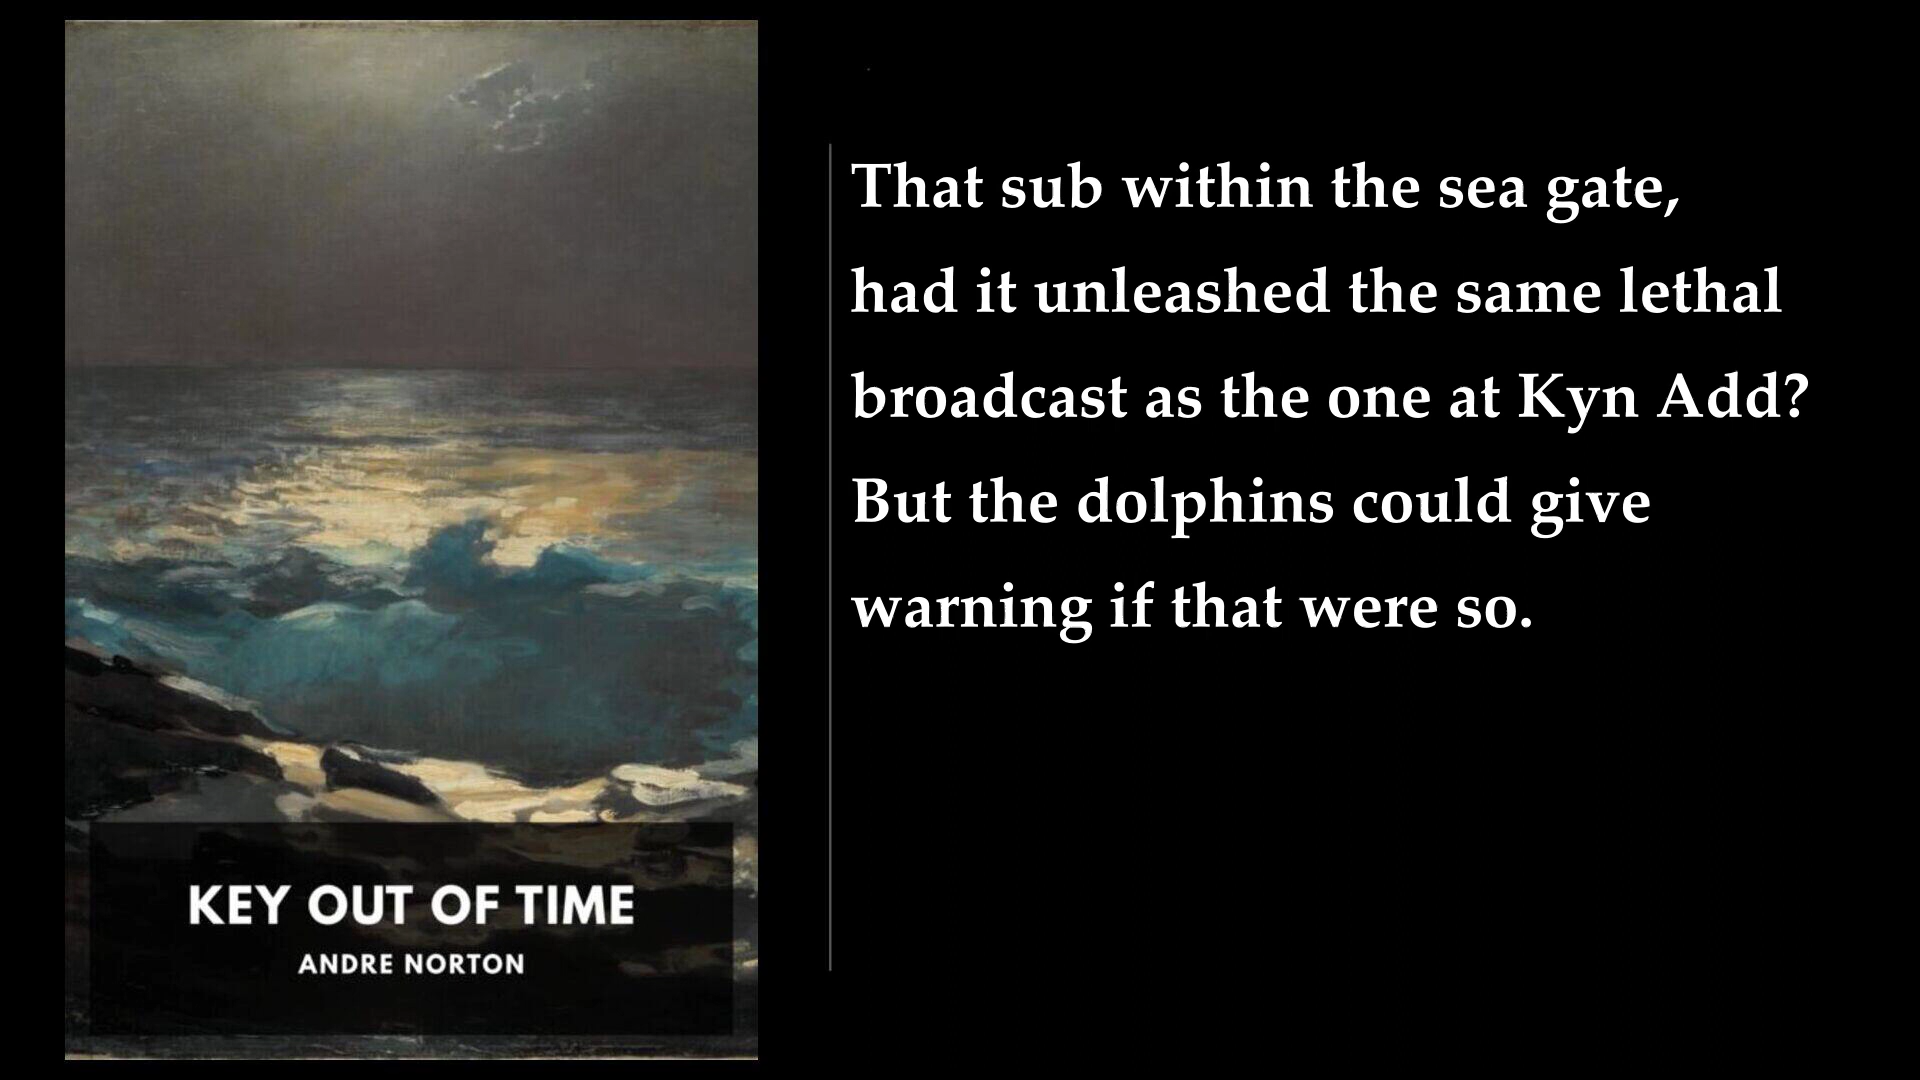 KEY OUT OF TIME
ANDRE NORTON
That sub within the sea gate,
had it unleashed the same lethal
broadcast as the one at Kyn Add?
But the dolphins could give
warning if that were so.